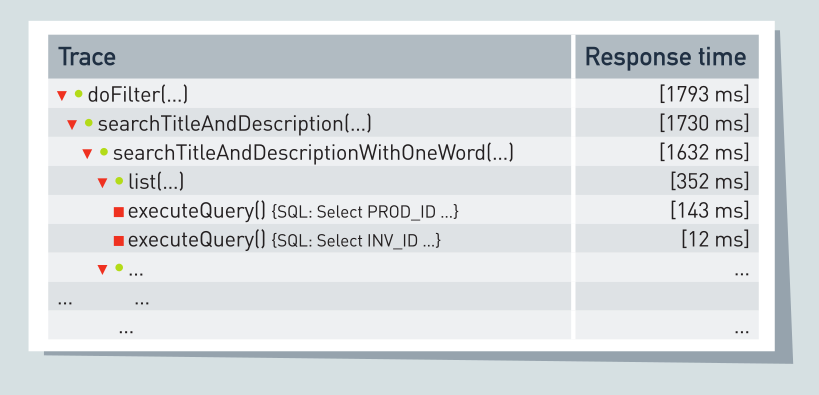 Trace Response time
doFilter(...) [1793 ms]
searchTitleAndDescription(...) [1730 ms]
searchTitleAndDescriptionWithOneWord(...) [1632 ms]
list(...) [352 ms]
executeQuery() {SQL: Select PROD_ID ...} [143 ms]
executeQuery() {SQL: Select INV_ID ...} [12 ms]
... ...
... ...
... ...